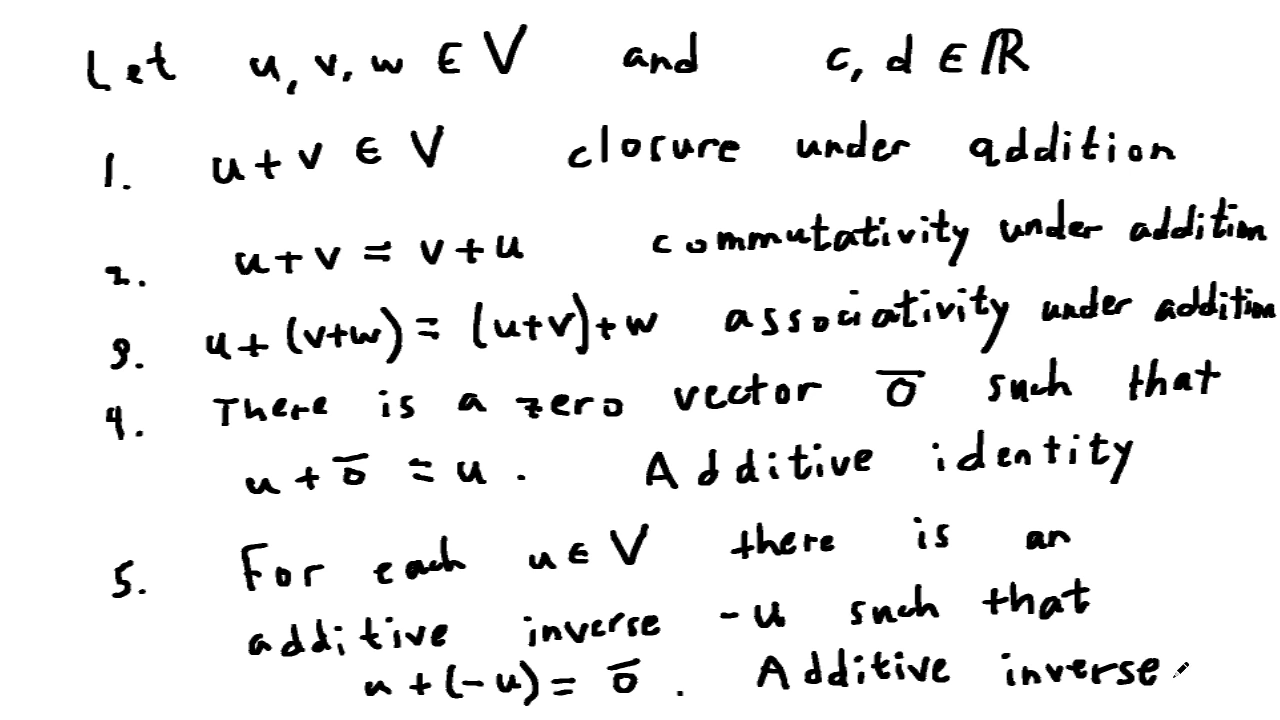 Let u, v, w ∈ V and c, d ∈ ℝ
1. u + v ∈ V closure under addition
2. u + v = v + u commutativity under addition
3. u + (v+w) = (u+v)+w associativity under addition
4. There is a zero vector 0̅ such that
u + 0̅ = u. Additive identity
5. For each u ∈ V there is an
additive inverse -u such that
u + (-u) = 0̅. Additive inverse.